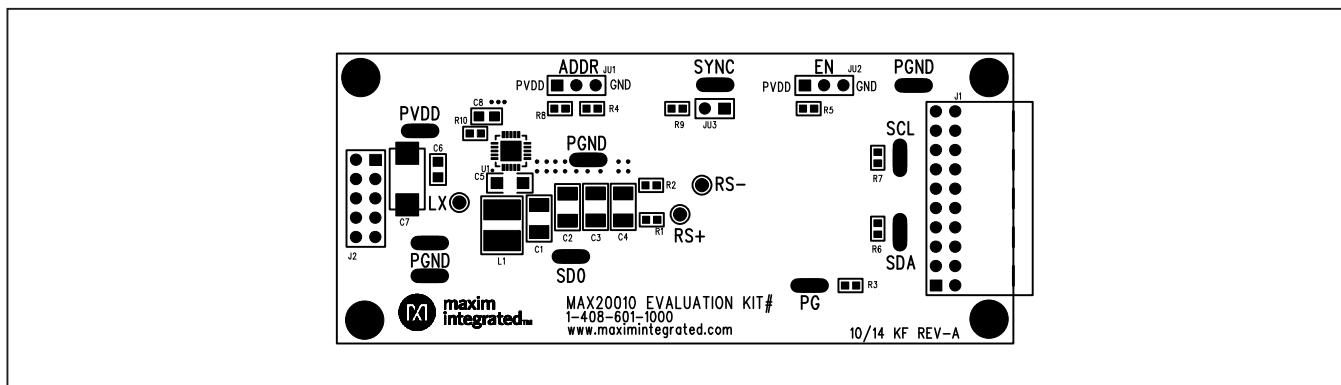 ADDR JU1
PVDD GND
SYNC
EN JU2
PVDD GND
PGND
J1
C8
R8
R4
R9
JU3
R5
PVDD
R10
SCL
C6
PGND
U1
C5
R7
R2
RS-
LX
C7
R1
RS+
C1
C2
C3
C4
L1
R6
SDA
J2
PGND
SDO
PG
R3
maxim
integrated™
MAX20010 EVALUATION KIT#
1-408-601-1000
www.maximintegrated.com
10/14 KF REV-A